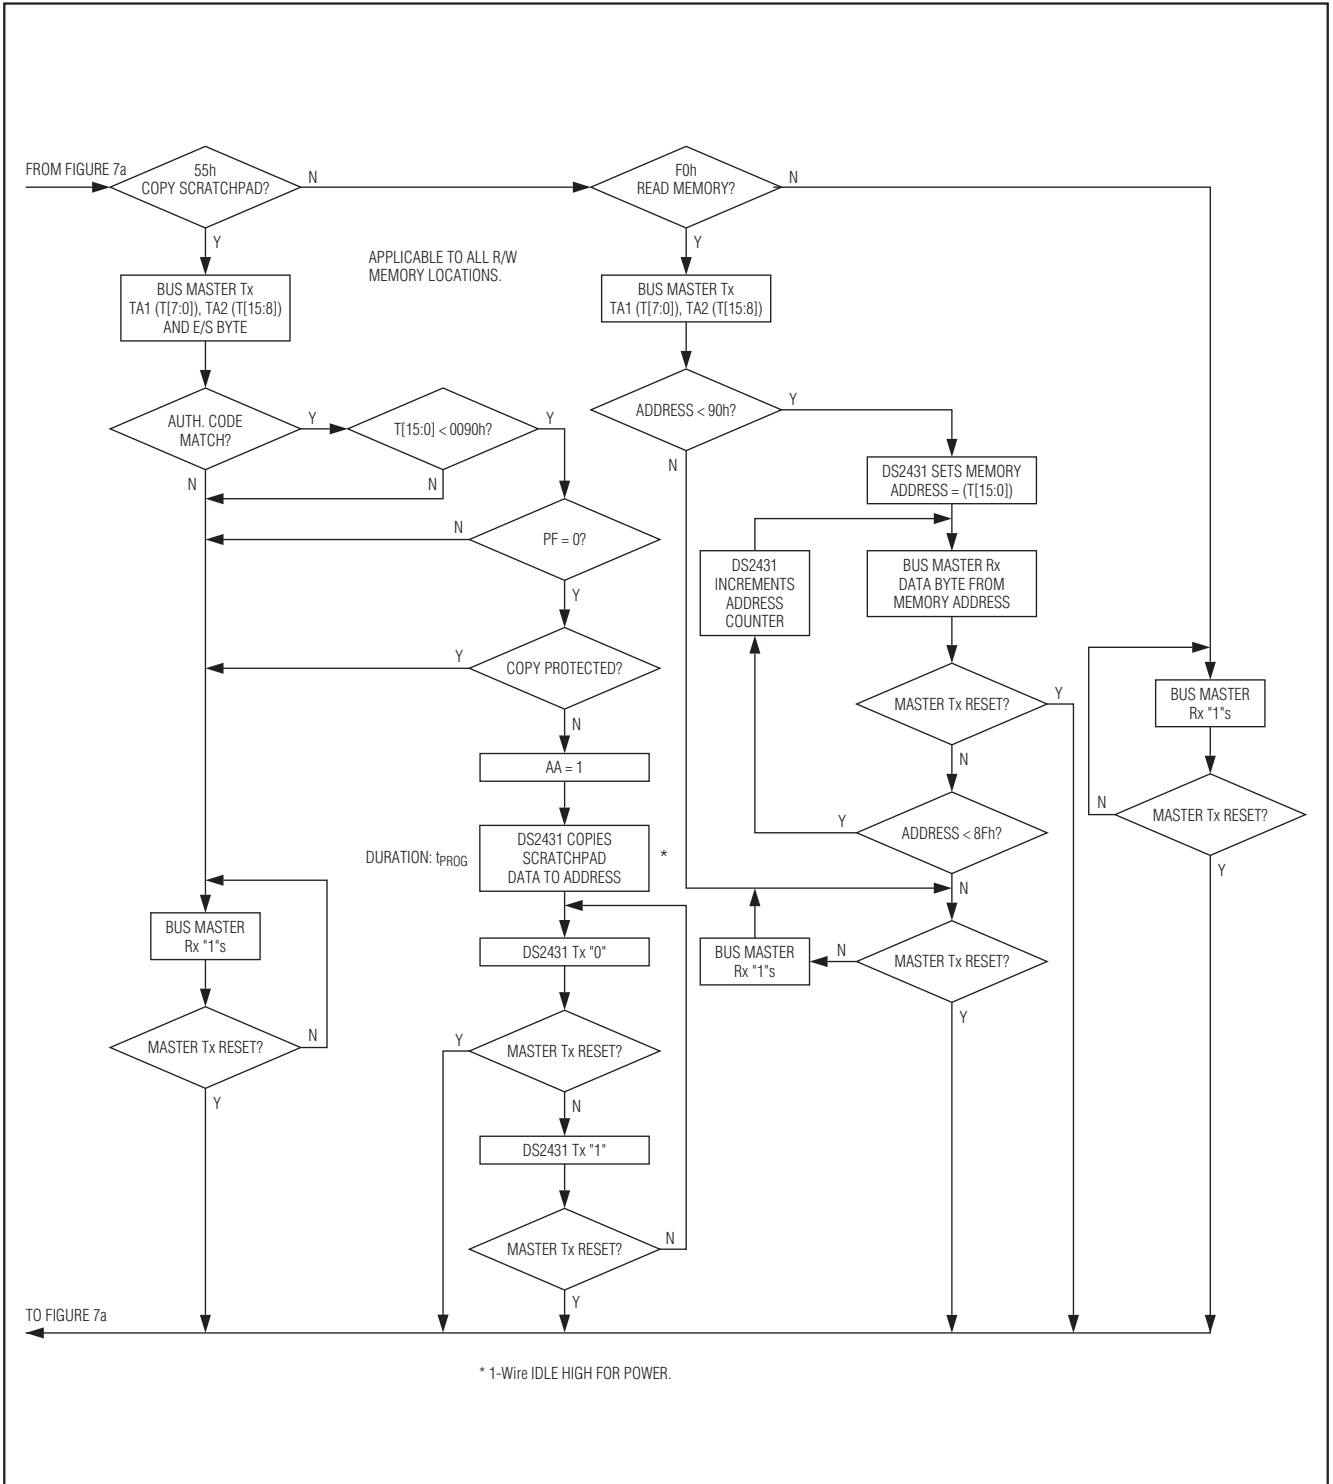 FROM FIGURE 7a
55h
COPY SCRATCHPAD?
N
Y
F0h
READ MEMORY?
N
Y
APPLICABLE TO ALL R/W
MEMORY LOCATIONS.
BUS MASTER Tx
TA1 (T[7:0]), TA2 (T[15:8])
AND E/S BYTE
BUS MASTER Tx
TA1 (T[7:0]), TA2 (T[15:8])
AUTH. CODE
MATCH?
Y
N
T[15:0] < 0090h?
Y
N
ADDRESS < 90h?
Y
N
DS2431 SETS MEMORY
ADDRESS = (T[15:0])
PF = 0?
N
Y
DS2431
INCREMENTS
ADDRESS
COUNTER
BUS MASTER Rx
DATA BYTE FROM
MEMORY ADDRESS
COPY PROTECTED?
Y
N
MASTER Tx RESET?
Y
N
BUS MASTER
Rx "1"s
AA = 1
ADDRESS < 8Fh?
Y
N
MASTER Tx RESET?
N
Y
DURATION: tPROG
DS2431 COPIES
SCRATCHPAD
DATA TO ADDRESS
*
BUS MASTER
Rx "1"s
DS2431 Tx "0"
BUS MASTER
Rx "1"s
N
MASTER Tx RESET?
Y
MASTER Tx RESET?
N
Y
MASTER Tx RESET?
Y
N
DS2431 Tx "1"
MASTER Tx RESET?
N
Y
TO FIGURE 7a
* 1-Wire IDLE HIGH FOR POWER.